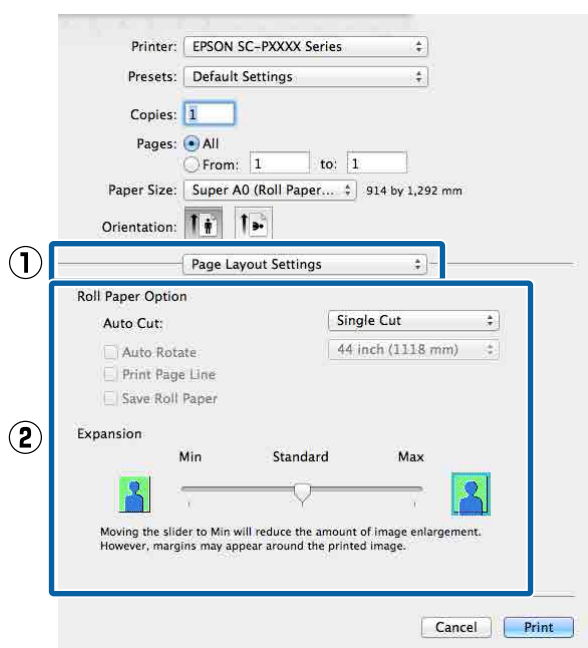 Printer: EPSON SC-PXXXX Series
Presets: Default Settings
Copies: 1
Pages: All
From: 1 to: 1
Paper Size: Super A0 (Roll Paper... 914 by 1,292 mm
Orientation:
1 Page Layout Settings
Roll Paper Option
Auto Cut: Single Cut
Auto Rotate 44 inch (1118 mm)
Print Page Line
Save Roll Paper
2
Expansion
Min Standard Max
Moving the slider to Min will reduce the amount of image enlargement.
However, margins may appear around the printed image.
Cancel Print